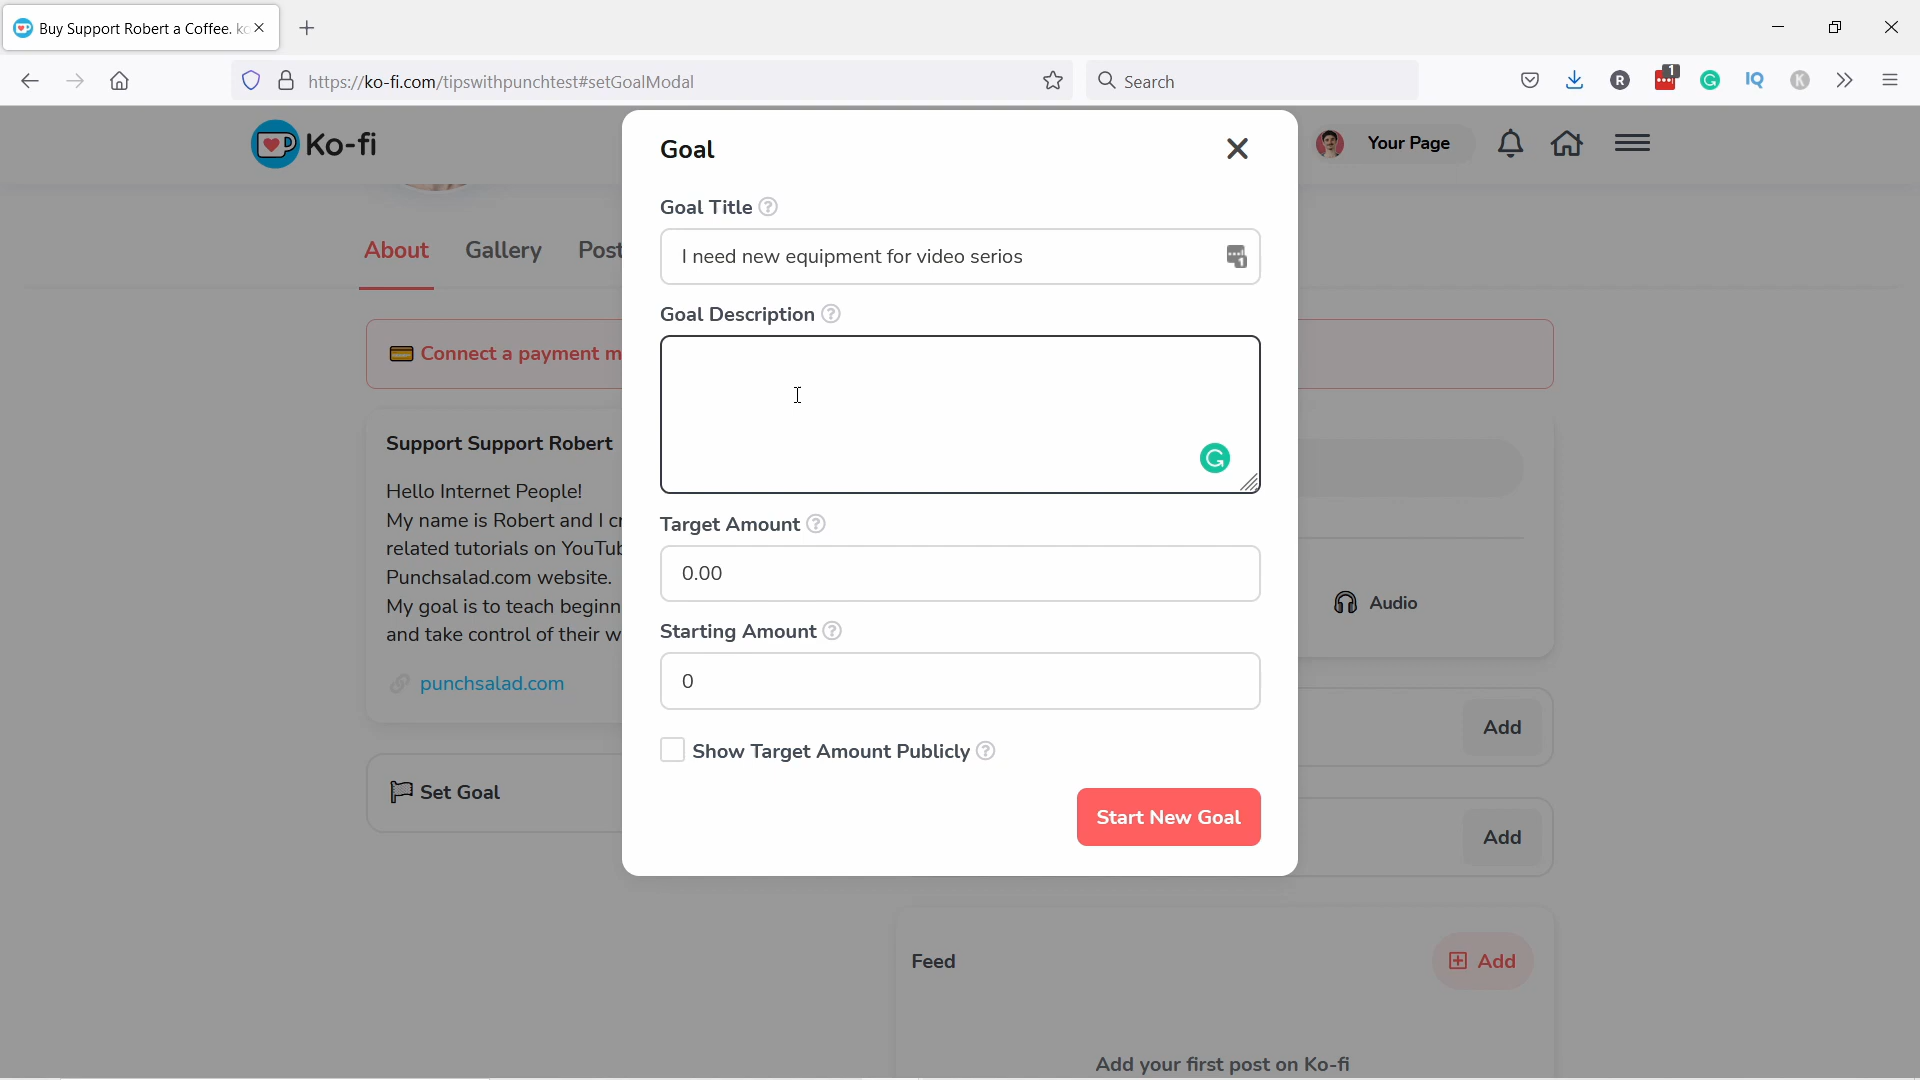 Buy Support Robert a Coffee. ko
https://ko-fi.com/tipswithpunchtest#setGoalModal
Search
R
1
IQ
K
Ko-fi
Your Page
About
Gallery
Post
Connect a payment m
Support Support Robert
Hello Internet People!
My name is Robert and I cr
related tutorials on YouTub
Punchsalad.com website.
My goal is to teach beginn
and take control of their w
punchsalad.com
Set Goal
Goal
Goal Title ?
I need new equipment for video serios
1
Goal Description ?
G
Target Amount ?
0.00
Starting Amount ?
0
Show Target Amount Publicly ?
Start New Goal
Audio
Add
Add
Feed
Add
Add your first post on Ko-fi